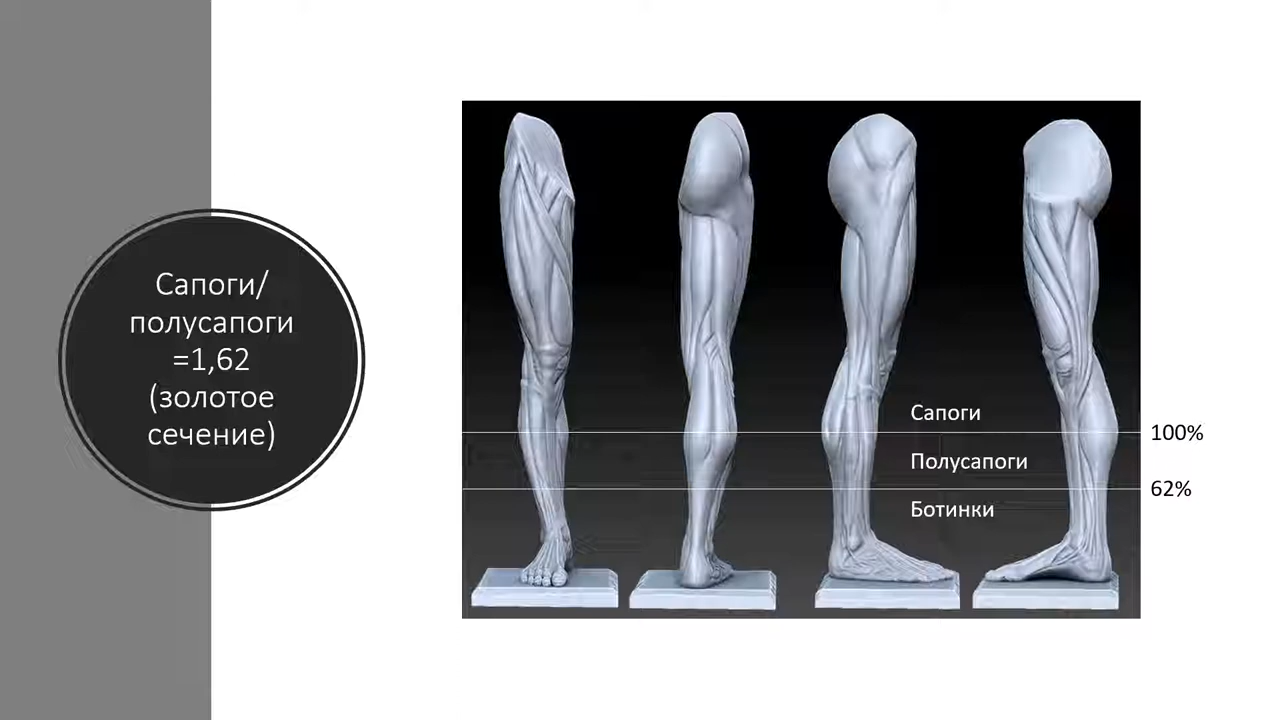 Сапоги/
полусапоги
=1,62
(золотое
сечение)
Сапоги
100%
Полусапоги
62%
Ботинки